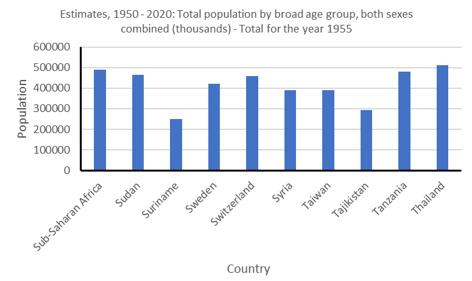 Estimates, 1950 - 2020: Total population by broad age group, both sexes
combined (thousands) - Total for the year 1955
600000
500000
400000
300000
200000
100000
0
Population
Sub-Saharan Africa
Sudan
Suriname
Sweden
Switzerland
Syria
Taiwan
Tajikistan
Tanzania
Thailand
Country